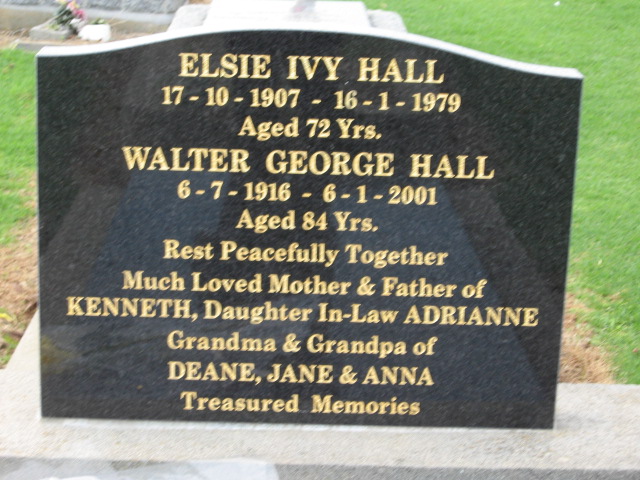 ELSIE IVY HALL
17-10-1907 - 16-1-1979
Aged 72 Yrs.
WALTER GEORGE HALL
6-7-1916 - 6-1-2001
Aged 84 Yrs.
Rest Peacefully Together
Much Loved Mother & Father of
KENNETH, Daughter In-Law ADRIANNE
Grandma & Grandpa of
DEANE, JANE & ANNA
Treasured Memories